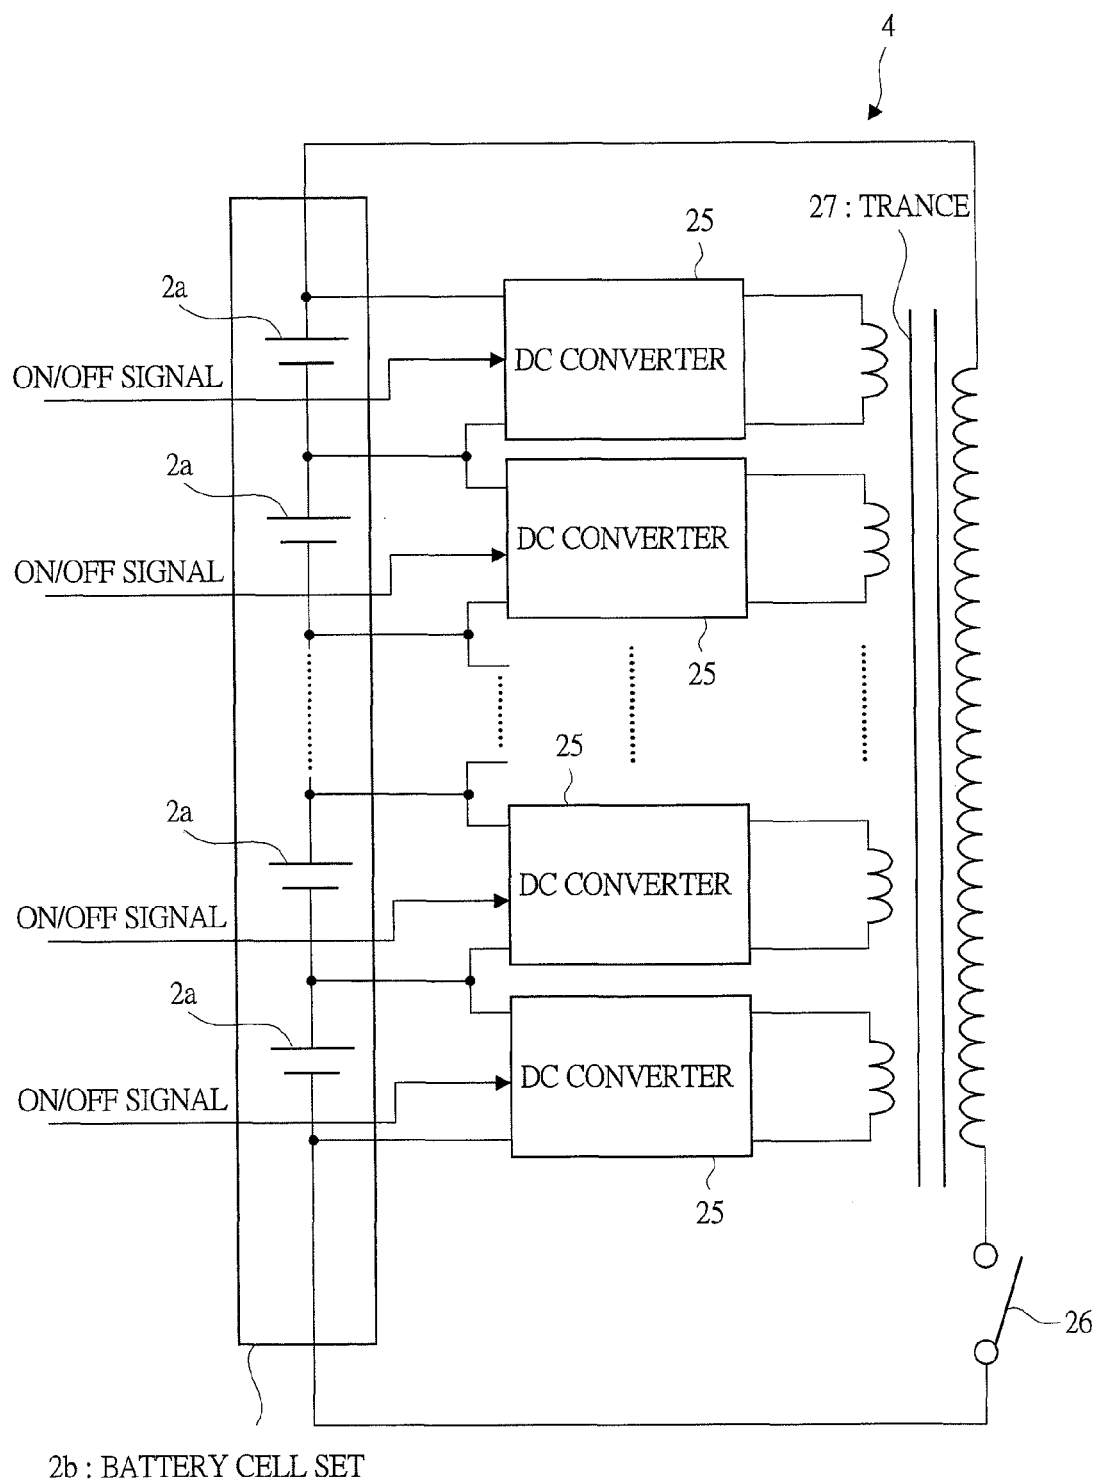 4
27 : TRANCE
25
2a
DC CONVERTER
ON/OFF SIGNAL
2a
DC CONVERTER
ON/OFF SIGNAL
25
25
2a
DC CONVERTER
ON/OFF SIGNAL
2a
DC CONVERTER
ON/OFF SIGNAL
25
26
2b : BATTERY CELL SET